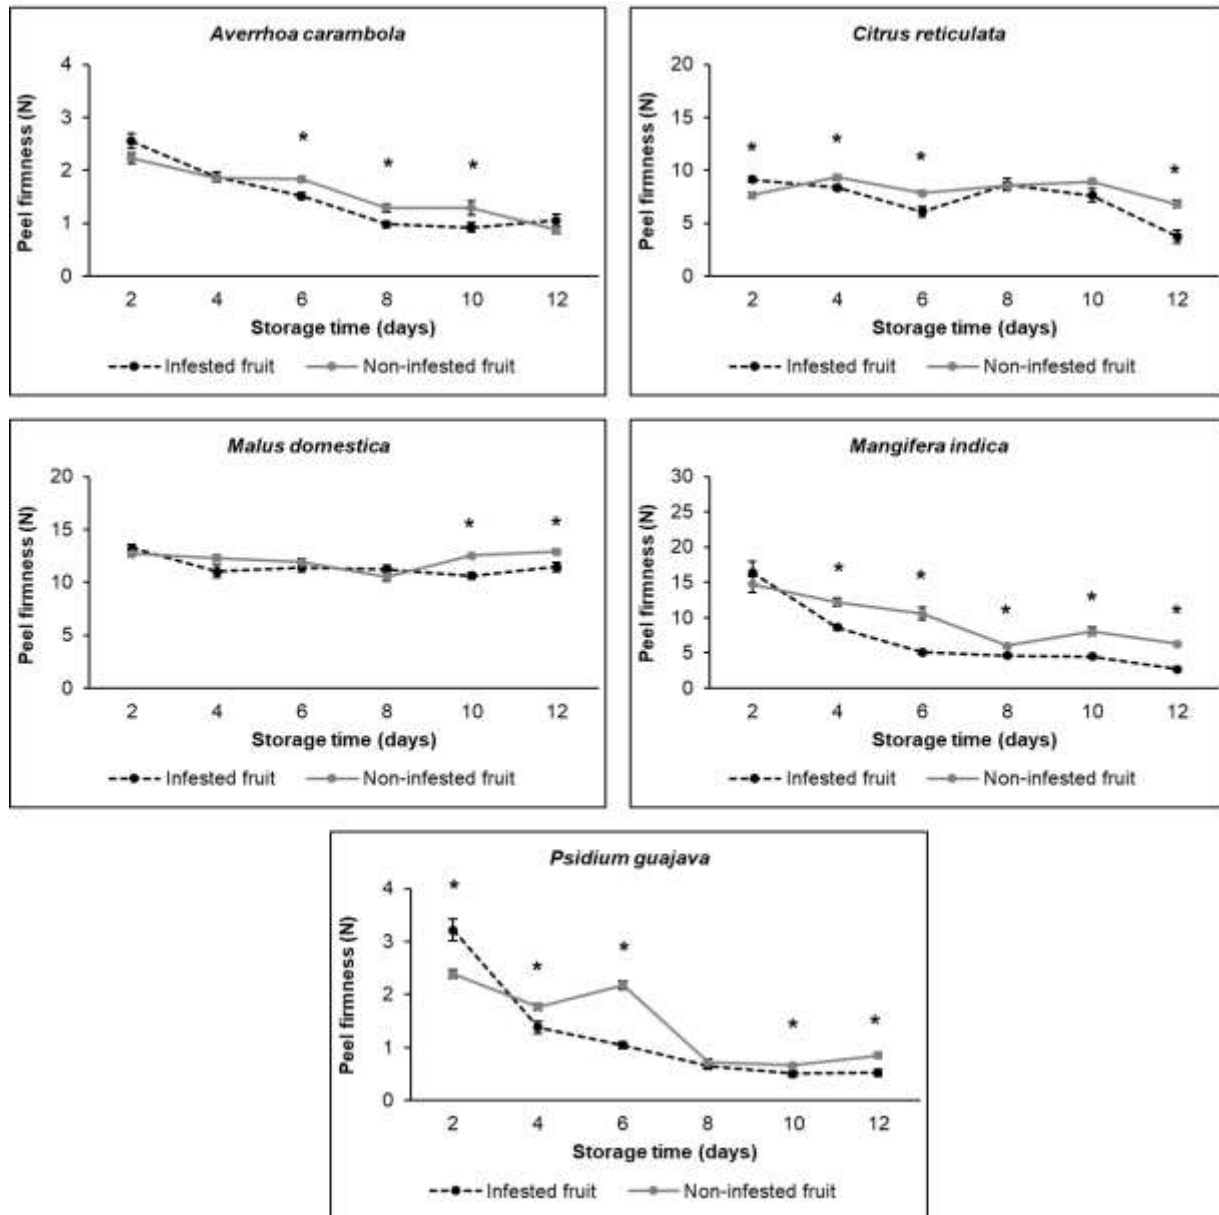 Averrhoa carambola
4
3
2
1
0
Peel firmness (N)
*
*
*
2 4 6 8 10 12
Storage time (days)
Infested fruit Non-infested fruit
Citrus reticulata
20
15
10
5
0
Peel firmness (N)
*
*
*
*
2 4 6 8 10 12
Storage time (days)
Infested fruit Non-infested fruit
Malus domestica
20
15
10
5
0
Peel firmness (N)
*
*
2 4 6 8 10 12
Storage time (days)
Infested fruit Non-infested fruit
Mangifera indica
30
25
20
15
10
5
0
Peel firmness (N)
*
*
*
*
*
2 4 6 8 10 12
Storage time (days)
Infested fruit Non-infested fruit
Psidium guajava
4
3
2
1
0
Peel firmness (N)
*
*
*
*
*
2 4 6 8 10 12
Storage time (days)
Infested fruit Non-infested fruit